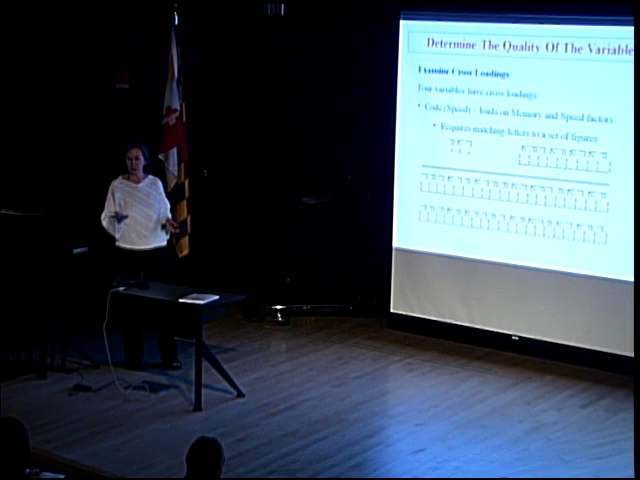 Determine The Quality Of The Variable
Examine Cross Loadings
Four variables have cross loadings:
• Code (Speed) – loads on Memory and Speed factors
• Requires matching letters to a set of figures